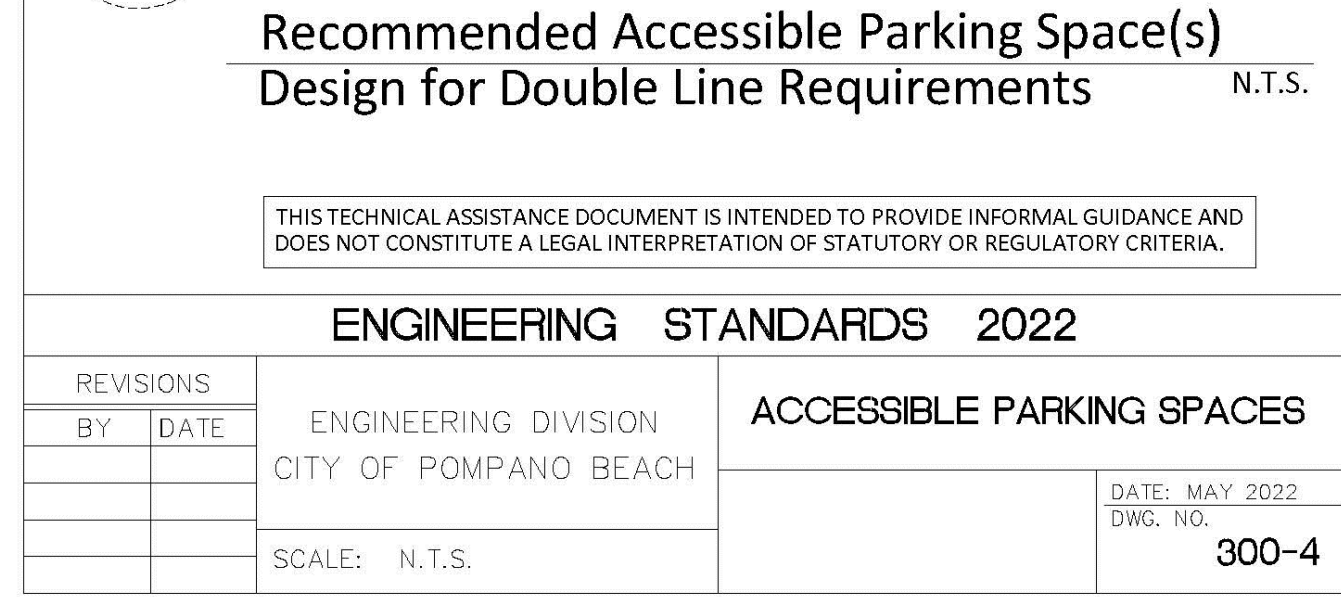 Recommended Accessible Parking Space(s)
Design for Double Line Requirements
N.T.S.
THIS TECHNICAL ASSISTANCE DOCUMENT IS INTENDED TO PROVIDE INFORMAL GUIDANCE AND
DOES NOT CONSTITUTE A LEGAL INTERPRETATION OF STATUTORY OR REGULATORY CRITERIA.
ENGINEERING STANDARDS 2022
REVISIONS
BY DATE
ENGINEERING DIVISION
CITY OF POMPANO BEACH
SCALE: N.T.S.
ACCESSIBLE PARKING SPACES
DATE: MAY 2022
DWG. NO.
300-4